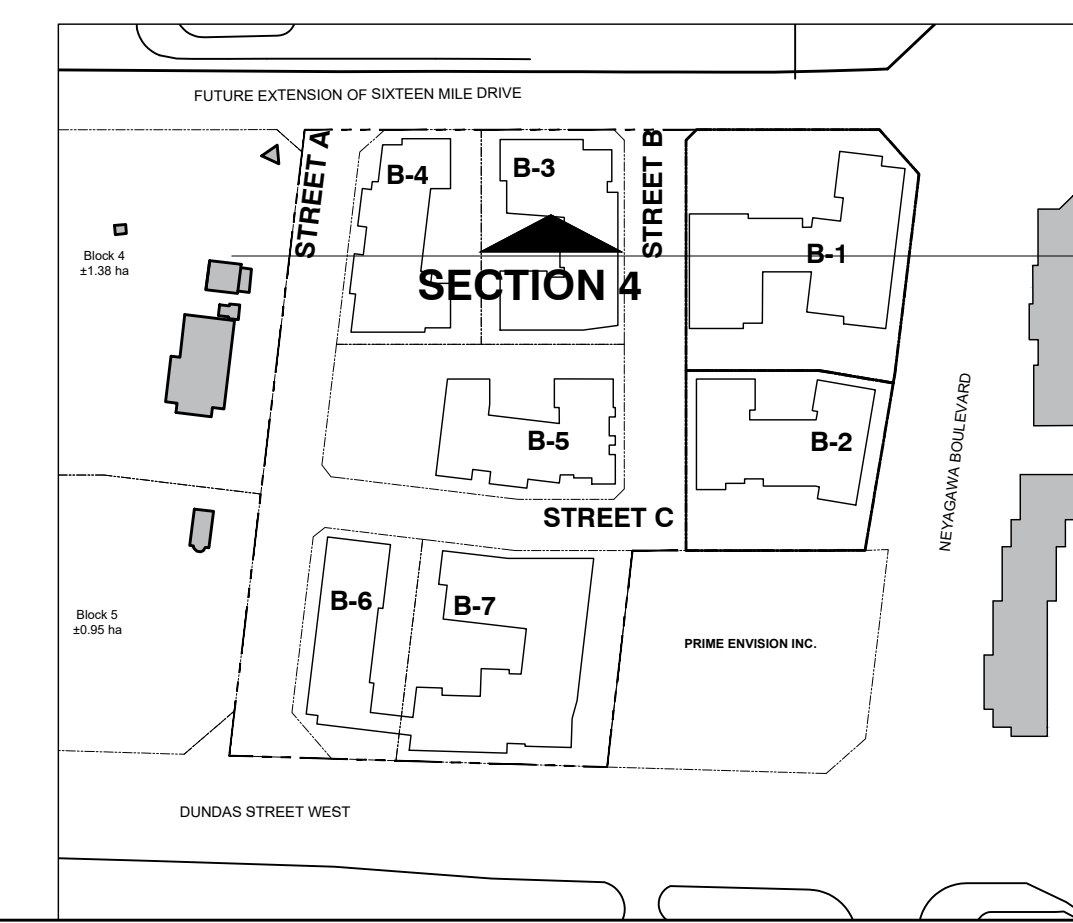 FUTURE EXTENSION OF SIXTEEN MILE DRIVE
STREET A
B-4
B-3
STREET B
B-1
Block 4
±1.38 ha
SECTION 4
B-5
B-2
NEYAGAWA BOULEVARD
STREET C
B-6
B-7
Block 5
±0.95 ha
PRIME ENVISION INC.
DUNDAS STREET WEST